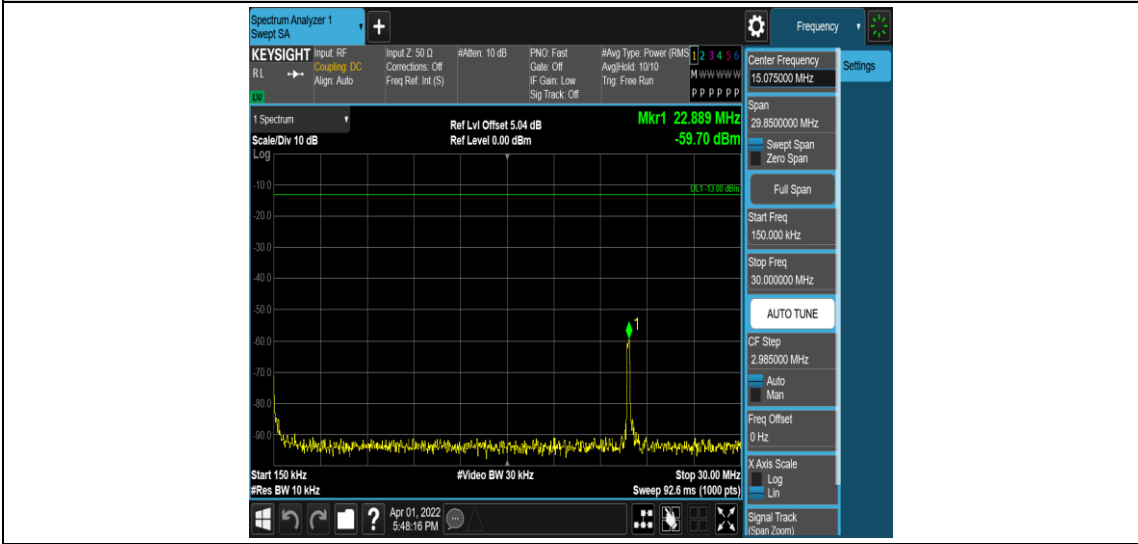 Spectrum Analyzer 1
Swept SA
+
Frequency
KEYSIGHT
RL
LXI
Input: RF
Coupling: DC
Align: Auto
Input Z: 50 Ω
Corrections: Off
Freq Ref: Int (S)
#Atten: 10 dB
PNO: Fast
Gate: Off
IF Gain: Low
Sig Track: Off
#Avg Type: Power (RMS
Avg|Hold: 10/10
Trig: Free Run
1 2 3 4 5 6
M W W W W W
P P P P P P
1 Spectrum
Scale/Div 10 dB
Log
Ref Lvl Offset 5.04 dB
Ref Level 0.00 dBm
Mkr1 22.889 MHz
-59.70 dBm
DL1 -13.00 dBm
-10.0
-20.0
-30.0
-40.0
-50.0
-60.0
-70.0
-80.0
-90.0
1
Start 150 kHz
#Res BW 10 kHz
#Video BW 30 kHz
Stop 30.00 MHz
Sweep 92.6 ms (1000 pts)
Center Frequency
15.075000 MHz
Settings
Span
29.8500000 MHz
Swept Span
Zero Span
Full Span
Start Freq
150.000 kHz
Stop Freq
30.000000 MHz
AUTO TUNE
CF Step
2.985000 MHz
Auto
Man
Freq Offset
0 Hz
X Axis Scale
Log
Lin
Signal Track
(Span Zoom)
?
Apr 01, 2022
5:48:16 PM